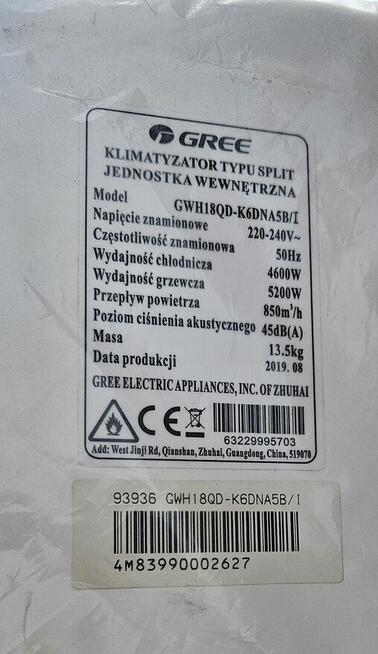 GREE
KLIMATYZATOR TYPU SPLIT
JEDNOSTKA WEWNĘTRZNA
Model GWH18QD-K6DNA5B/I
Napięcie znamionowe 220-240V~
Częstotliwość znamionowa 50Hz
Wydajność chłodnicza 4600W
Wydajność grzewcza 5200W
Przepływ powietrza 850m³/h
Poziom ciśnienia akustycznego 45dB(A)
Masa 13.5kg
Data produkcji 2019.08
GREE ELECTRIC APPLIANCES, INC. OF ZHUHAI
CE
63229995703
Add: West Jinji Rd, Qianshan, Zhuhai, Guangdong, China, 519070
93936 GWH18QD-K6DNA5B/I
4M83990002627